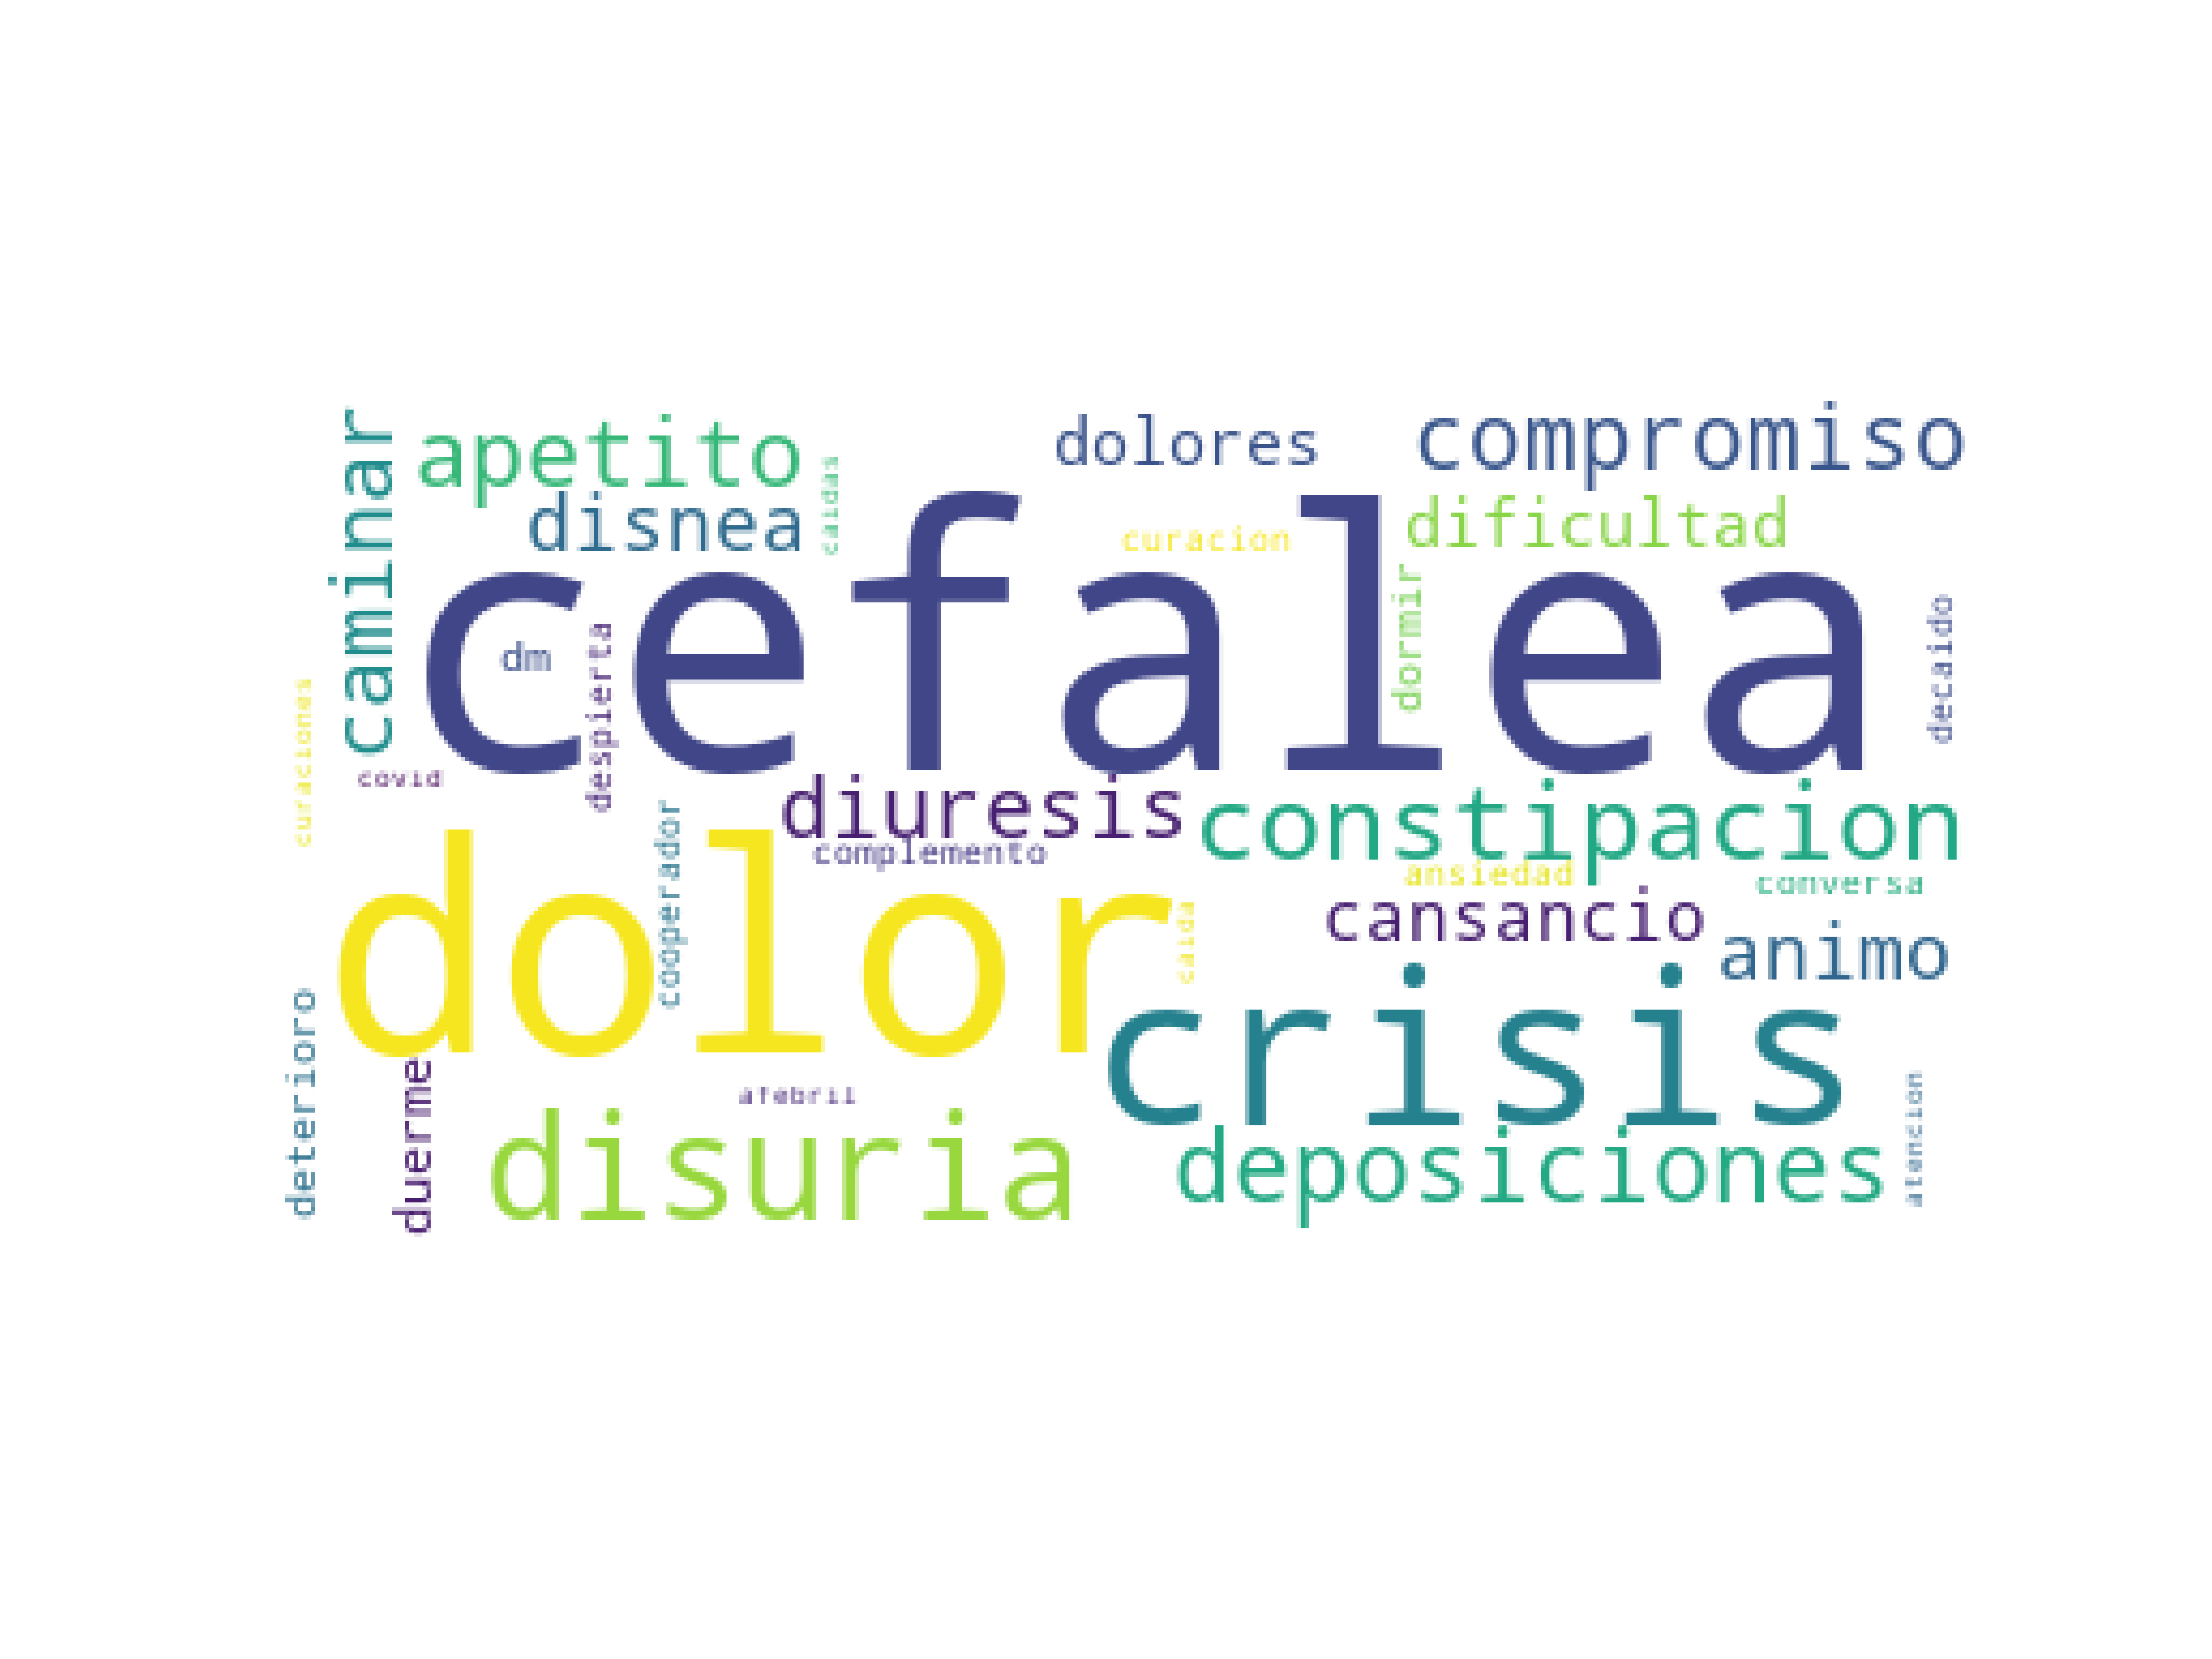 caminar
apetito
dolores
compromiso
disnea
caidas
curacion
dificultad
cefalea
dm
despierta
dormir
decaido
curaciones
covid
diuresis
constipacion
complemento
cooperador
ansiedad
conversa
dolor
caida
cansancio
animo
crisis
deterioro
duerme
afebril
disuria
deposiciones
atencion